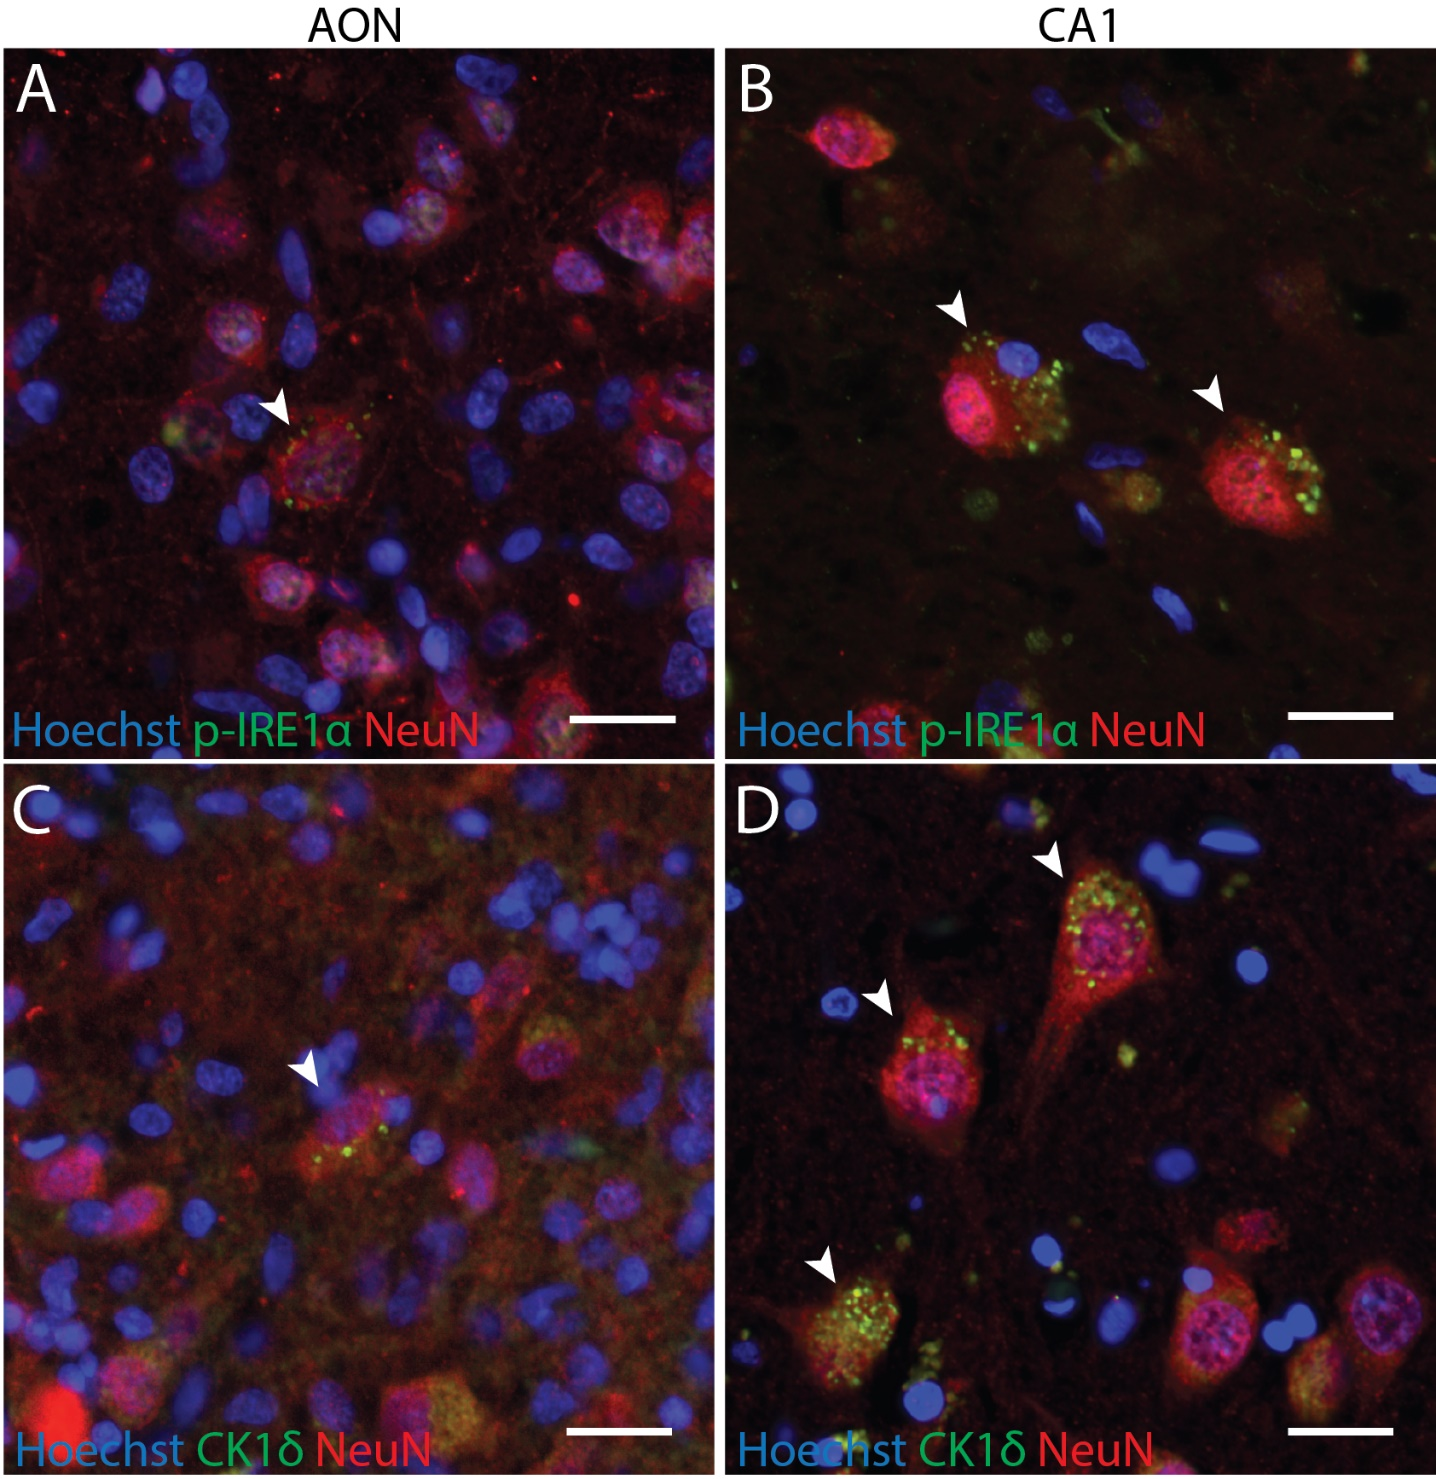 AON CA1
A B
Hoechst p-IRE1α NeuN Hoechst p-IRE1α NeuN
C D
Hoechst CK1δ NeuN Hoechst CK1δ NeuN